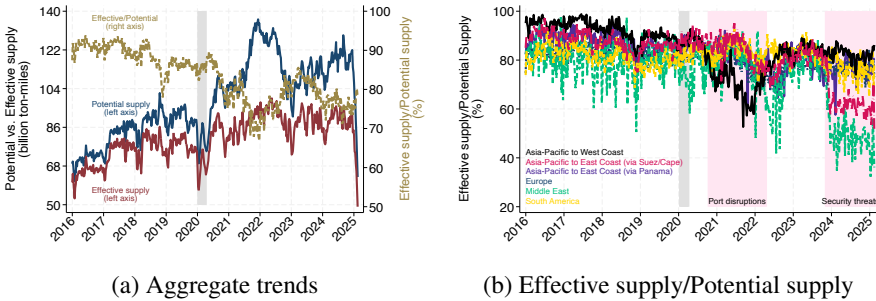 Potential vs. Effective supply
(billion ton-miles)
140
122
104
86
68
50
Effective/Potential
(right axis)
Potential supply
(left axis)
Effective supply
(left axis)
100
90
80
70
60
50
Effective supply/Potential supply
(%)
2016
2017
2018
2019
2020
2021
2022
2023
2024
2025
(a) Aggregate trends
Effective supply/Potential Supply
(%)
100
80
60
40
20
Asia-Pacific to West Coast
Asia-Pacific to East Coast (via Suez/Cape)
Asia-Pacific to East Coast (via Panama)
Europe
Middle East
South America
Port disruptions
Security threats
2016
2017
2018
2019
2020
2021
2022
2023
2024
2025
(b) Effective supply/Potential supply